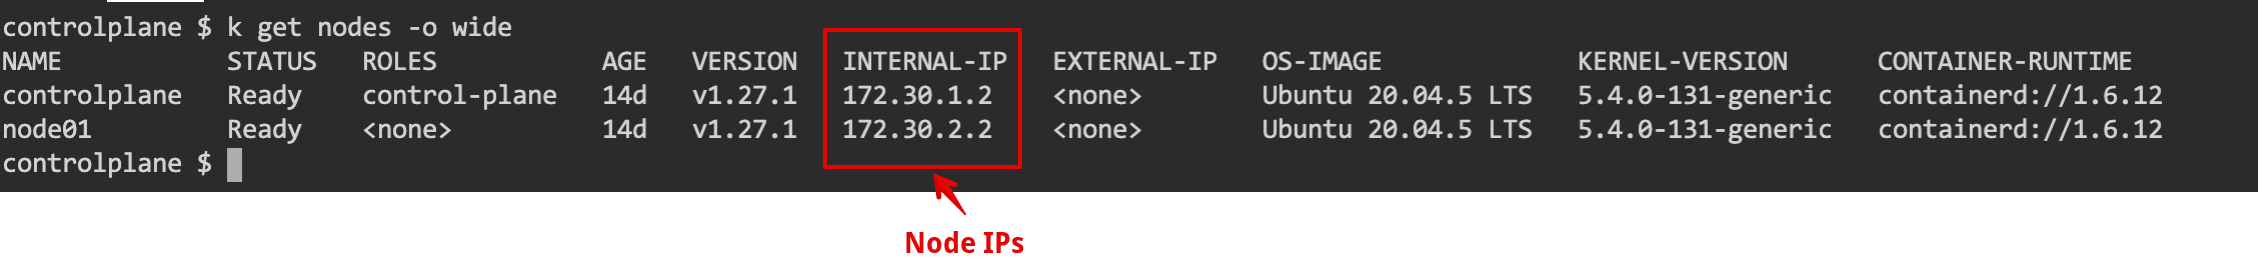 controlplane $ k get nodes -o wide
NAME STATUS ROLES AGE VERSION INTERNAL-IP EXTERNAL-IP OS-IMAGE KERNEL-VERSION CONTAINER-RUNTIME
controlplane Ready control-plane 14d v1.27.1 172.30.1.2 <none> Ubuntu 20.04.5 LTS 5.4.0-131-generic containerd://1.6.12
node01 Ready <none> 14d v1.27.1 172.30.2.2 <none> Ubuntu 20.04.5 LTS 5.4.0-131-generic containerd://1.6.12
controlplane $
Node IPs